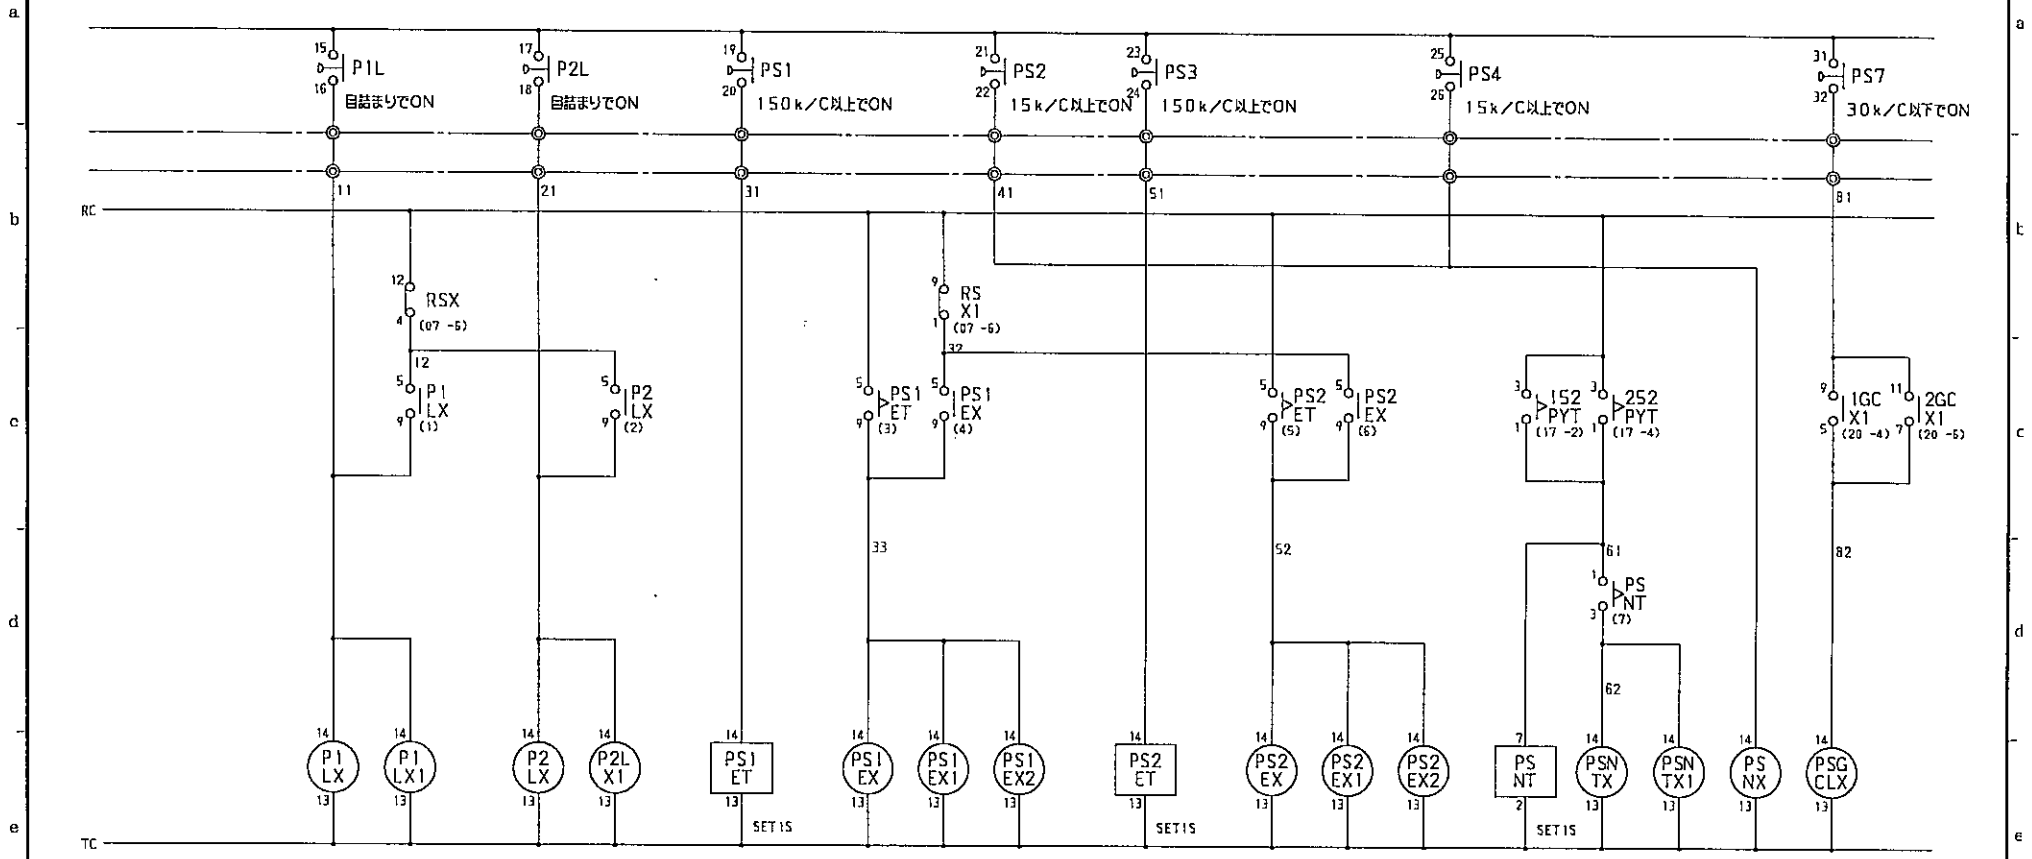 a
a
15
P1L
16
目詰まりでON
17
P2L
18
目詰まりでON
19
PS1
20
150k/C以上でON
21
PS2
22
15k/C以上でON
23
PS3
24
150k/C以上でON
25
PS4
26
15k/C以上でON
31
PS7
32
30k/C以下でON
11
21
31
41
51
81
RC
b
b
12
RSX
4
(07 -6)
12
9
RS
X1
1
(07 -6)
32
5
P1
LX
9
(1)
5
P2
LX
9
(2)
5
PS1
ET
9
(3)
5
PS1
EX
9
(4)
5
PS2
ET
9
(5)
5
PS2
EX
9
(6)
3
152
PYT
1
(17 -2)
3
252
PYT
1
(17 -4)
9
1GC
X1
5
(20 -4)
11
2GC
X1
7
(20 -5)
c
c
33
52
61
82
1
PS
NT
3
(7)
d
d
62
14
P1
LX
13
14
P1
LX1
13
14
P2
LX
13
14
P2L
X1
13
14
PS1
ET
13
SET1S
14
PS1
EX
13
14
PS1
EX1
13
14
PS1
EX2
13
14
PS2
ET
13
SET1S
14
PS2
EX
13
14
PS2
EX1
13
14
PS2
EX2
13
7
PS
NT
2
SET1S
14
PSN
TX
13
14
PSN
TX1
13
14
PS
NX
13
14
PSG
CLX
13
e
e
TC